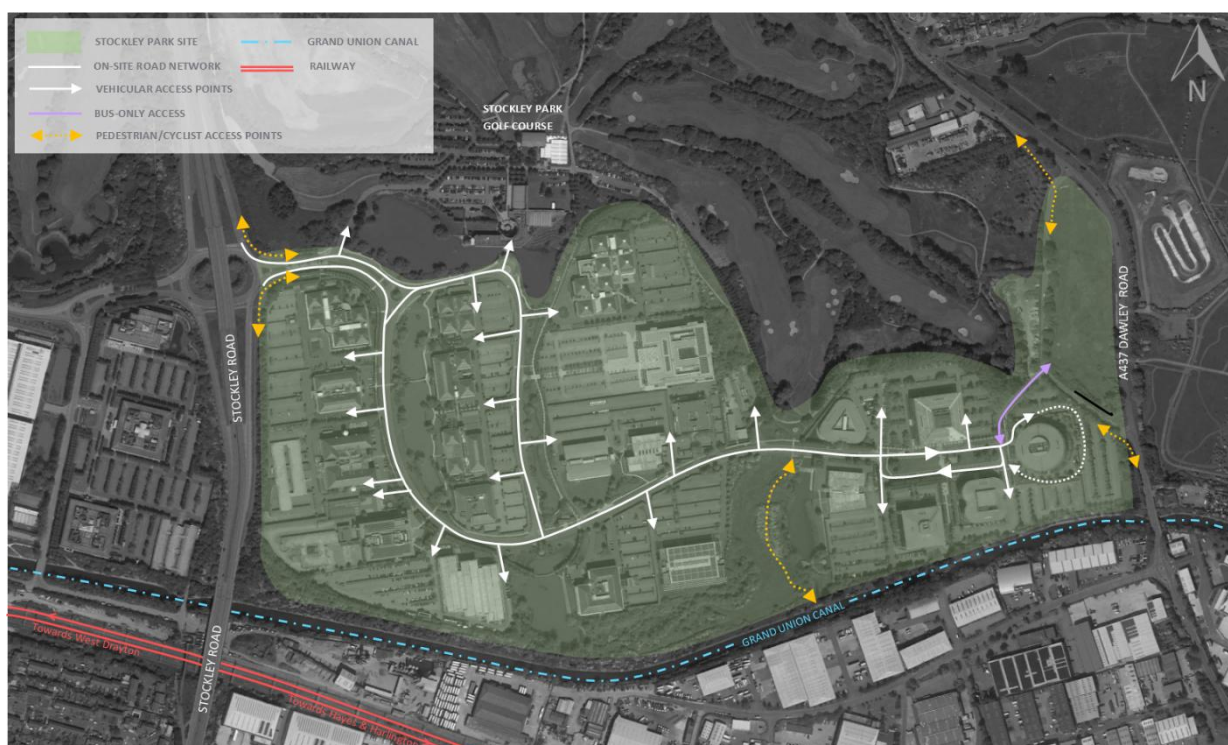 STOCKLEY PARK SITE
GRAND UNION CANAL
ON-SITE ROAD NETWORK
RAILWAY
VEHICULAR ACCESS POINTS
BUS-ONLY ACCESS
PEDESTRIAN/CYCLIST ACCESS POINTS
STOCKLEY PARK
GOLF COURSE
N
A437 DAWLEY ROAD
STOCKLEY ROAD
GRAND UNION CANAL
STOCKLEY ROAD
Towards West Drayton
Towards Hayes & Harlington